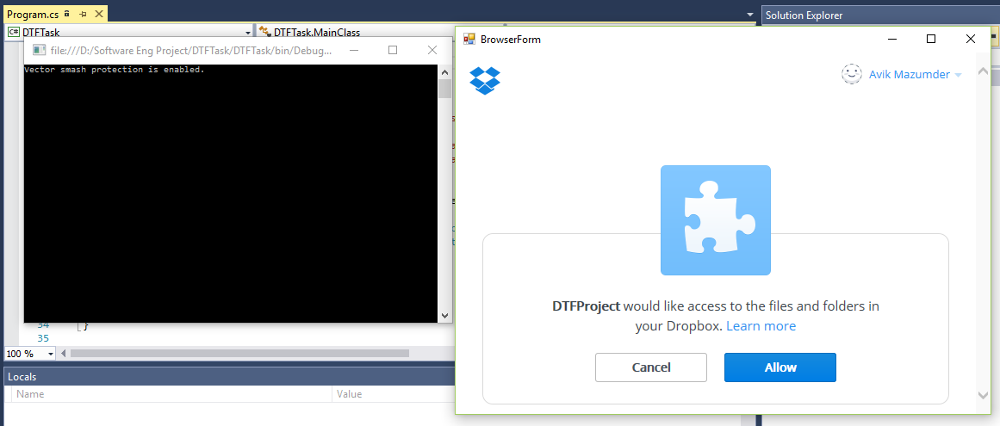 Program.cs
Solution Explorer
DTFTask
DTFTask.MainClass
file:///D:/Software Eng Project/DTFTask/DTFTask/bin/Debug...
Vector smash protection is enabled.
34
}
35
100 %
Locals
Name
Value
BrowserForm
Avik Mazumder
DTFProject would like access to the files and folders in
your Dropbox. Learn more
Cancel
Allow